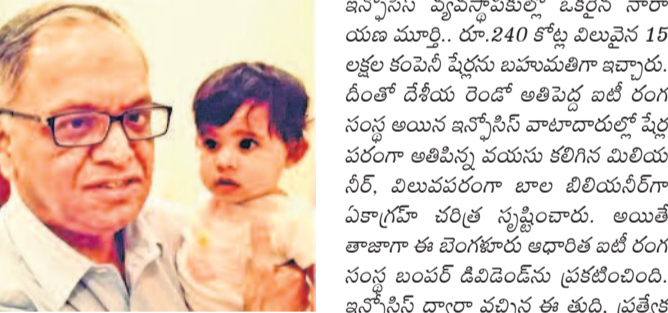 ఇన్ఫోసిస్ వ్యవస్థాపకుల్లో ఒకరైన నారా
యణ మూర్తి.. రూ.240 కోట్ల విలువైన 15
లక్షల కంపెనీ షేర్లను బహుమతిగా ఇచ్చారు.
దీంతో దేశీయ రెండో అతిపెద్ద ఐటీ రంగ
సంస్థ అయిన ఇన్ఫోసిస్ వాటాదారుల్లో షేర్ల
పరంగా అతిపిన్న వయసు కలిగిన మిలియ
నీర్, విలువపరంగా బాల బిలియనీర్‌గా
ఏకాగ్రహ్ చరిత్ర సృష్టించారు. అయితే
తాజాగా ఈ బెంగళూరు ఆధారిత ఐటీ రంగ
సంస్థ బంపర్ డివిడెండ్‌ను ప్రకటించింది.
ఇన్ఫోసిస్ ద్వారా వచ్చిన ఈ తుది, ప్రత్యేక